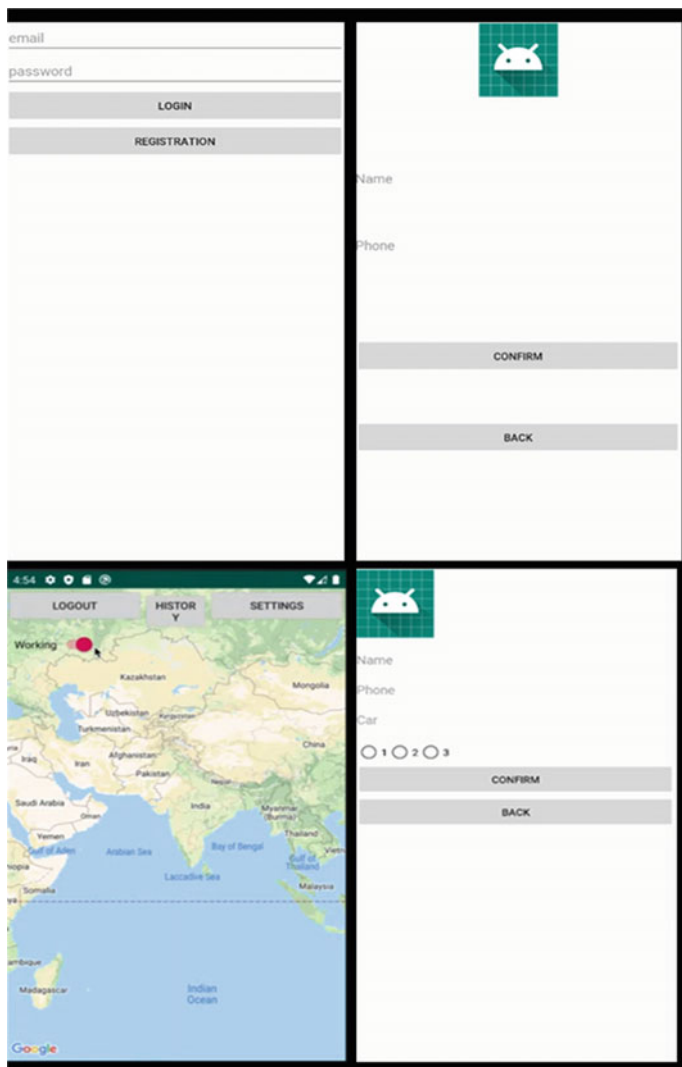 email
password
LOGIN
REGISTRATION
Name
Phone
CONFIRM
BACK
4:54
LOGOUT
HISTOR
Y
SETTINGS
Working
Kazakhstan
Mongolia
Uzbekistan
Kyrgyzstan
Turkmenistan
China
Afghanistan
Iraq
Iran
Pakistan
Nepal
Saudi Arabia
Oman
India
Myanmar
(Burma)
Yemen
Thailand
Gulf of Aden
Arabian Sea
Bay of Bengal
Gulf of
Thailand
Laccadive Sea
Malaysia
Somalia
Madagascar
Indian
Ocean
Google
Name
Phone
Car
1 2 3
CONFIRM
BACK